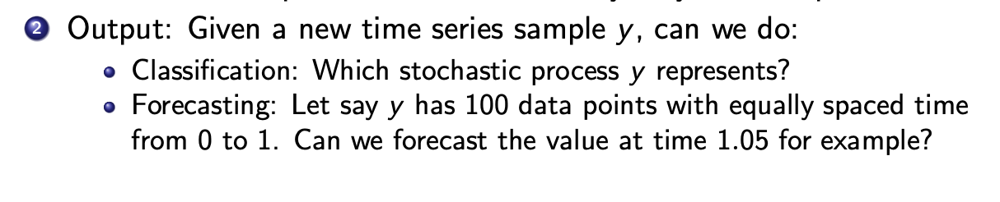 2 Output: Given a new time series sample y, can we do:
Classification: Which stochastic process y represents?
Forecasting: Let say y has 100 data points with equally spaced time
from 0 to 1. Can we forecast the value at time 1.05 for example?